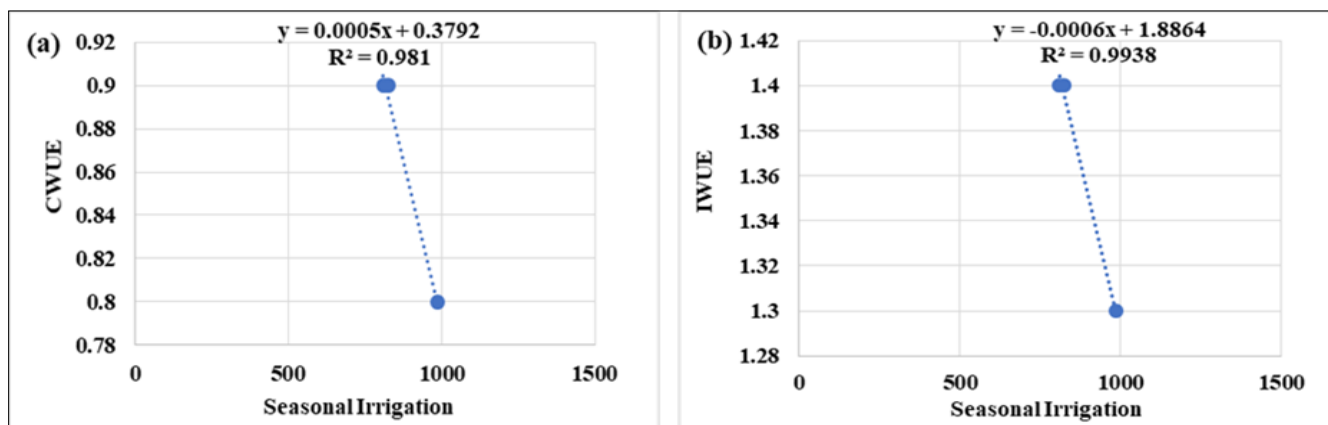 (a)
y = 0.0005x + 0.3792
R² = 0.981
0.92
0.9
0.88
0.86
0.84
0.82
0.8
0.78
CWUE
0 500 1000 1500
Seasonal Irrigation
(b)
y = -0.0006x + 1.8864
R² = 0.9938
1.42
1.4
1.38
1.36
1.34
1.32
1.3
1.28
IWUE
0 500 1000 1500
Seasonal Irrigation